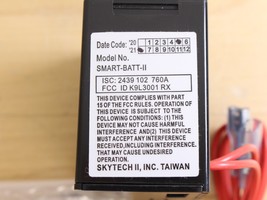 Date Code: '20 1 2 3 4 5 6
'21 7 8 9 10 11 12
Model No.
SMART-BATT-II
ISC: 2439 102 760A
FCC ID K9L3001 RX
THIS DEVICE COMPLIES WITH PART
15 OF THE FCC RULES. OPERATION
IS SUBJECT TO THE FOLLOWING
TWO CONDITIONS.(1)THIS DEVICE
MAY NOT CAUSE HARMFUL
INTERFERENCE AND (2)THIS DEVICE
MUST ACCEPT ANY INTERFERENCE
RECEIVED,INCLUDING INTERFERENCE
THAT MAY CAUSE UNDESIRED
OPERATION.
SKYTECH II, INC. TAIWAN